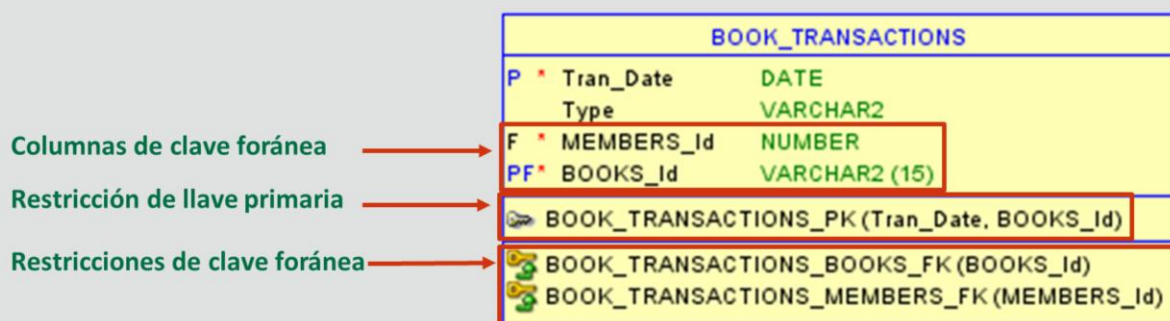 BOOK_TRANSACTIONS
P * Tran_Date DATE
Type VARCHAR2
Columnas de clave foránea
F * MEMBERS_Id NUMBER
PF* BOOKS_Id VARCHAR2 (15)
Restricción de llave primaria
BOOK_TRANSACTIONS_PK (Tran_Date, BOOKS_Id)
Restricciones de clave foránea
BOOK_TRANSACTIONS_BOOKS_FK (BOOKS_Id)
BOOK_TRANSACTIONS_MEMBERS_FK (MEMBERS_Id)